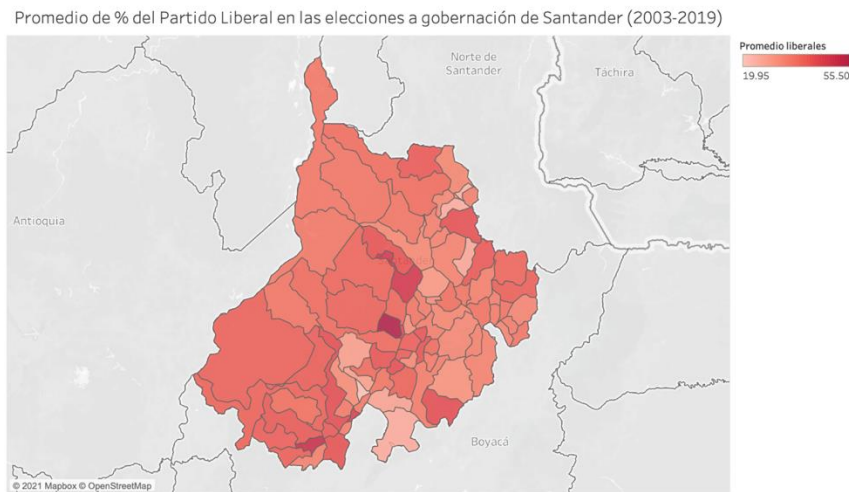 Promedio de % del Partido Liberal en las elecciones a gobernación de Santander (2003-2019)
Promedio liberales
19.95 55.50
Norte de
Santander
Táchira
Antioquia
Boyacá
© 2021 Mapbox © OpenStreetMap